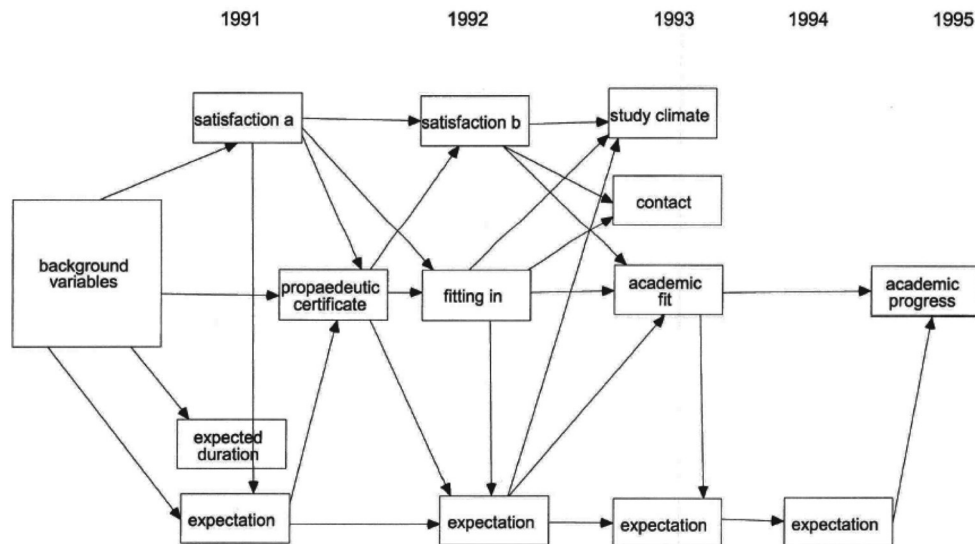 1991 1992 1993 1994 1995
satisfaction a
satisfaction b
study climate
contact
background
variables
propaedeutic
certificate
fitting in
academic
fit
academic
progress
expected
duration
expectation
expectation
expectation
expectation